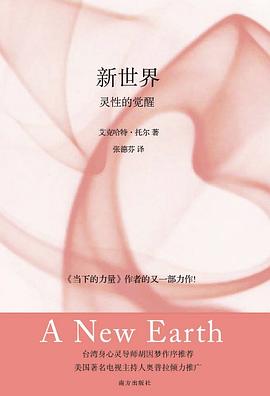 新世界
灵性的觉醒
艾克哈特·托尔 著
张德芬 译
《当下的力量》作者的又一部力作!
A New Earth
台湾身心灵导师胡因梦作序推荐
美国著名电视主持人奥普拉倾力推广
南方出版社